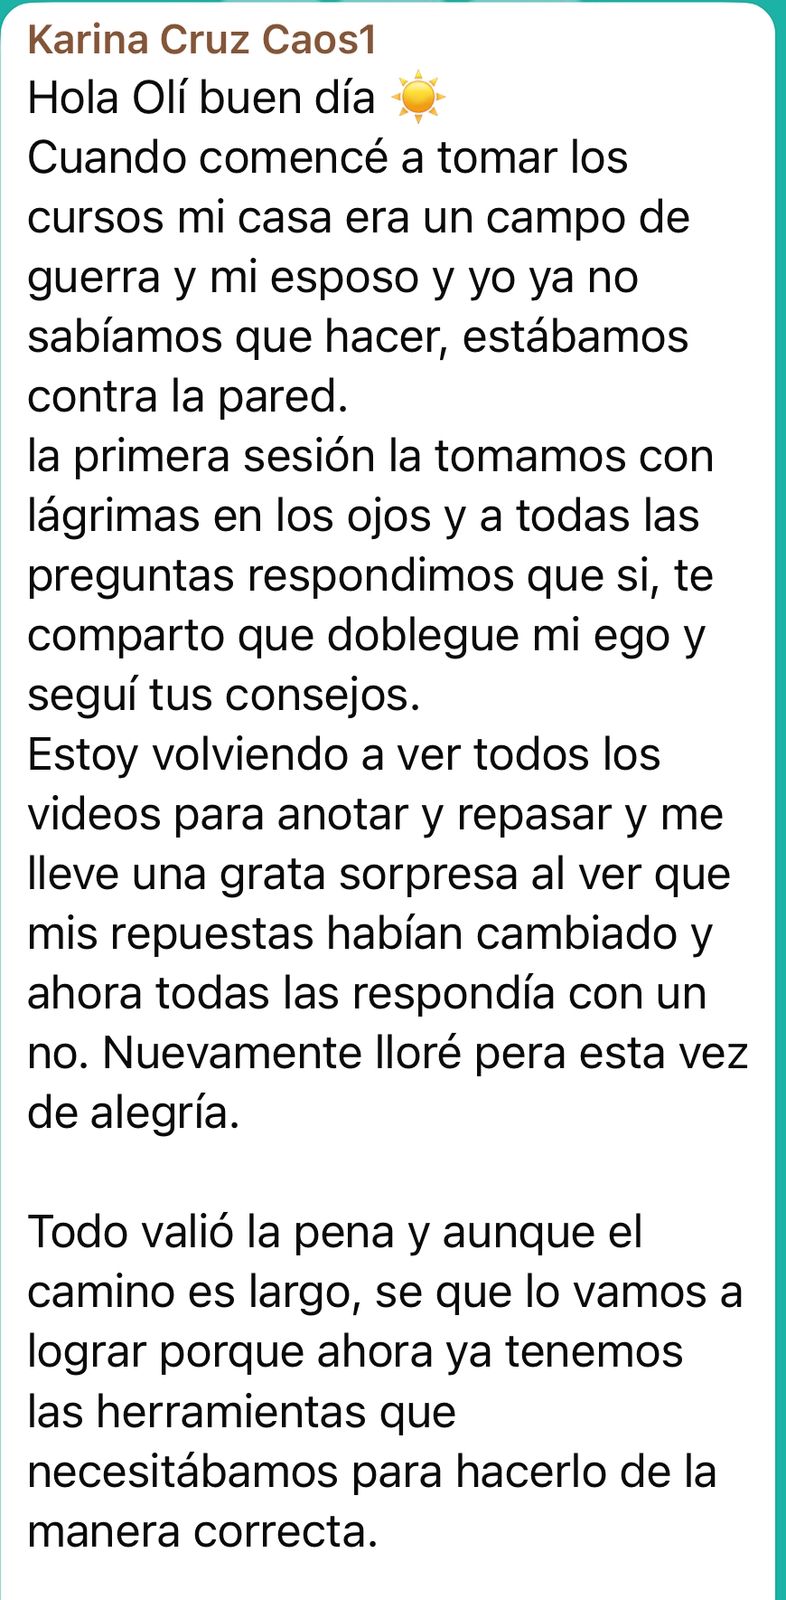 Karina Cruz Caos1
Hola Olí buen día ☀️
Cuando comencé a tomar los
cursos mi casa era un campo de
guerra y mi esposo y yo ya no
sabíamos que hacer, estábamos
contra la pared.
la primera sesión la tomamos con
lágrimas en los ojos y a todas las
preguntas respondimos que si, te
comparto que doblegue mi ego y
seguí tus consejos.
Estoy volviendo a ver todos los
videos para anotar y repasar y me
lleve una grata sorpresa al ver que
mis repuestas habían cambiado y
ahora todas las respondía con un
no. Nuevamente lloré pera esta vez
de alegría.
Todo valió la pena y aunque el
camino es largo, se que lo vamos a
lograr porque ahora ya tenemos
las herramientas que
necesitábamos para hacerlo de la
manera correcta.